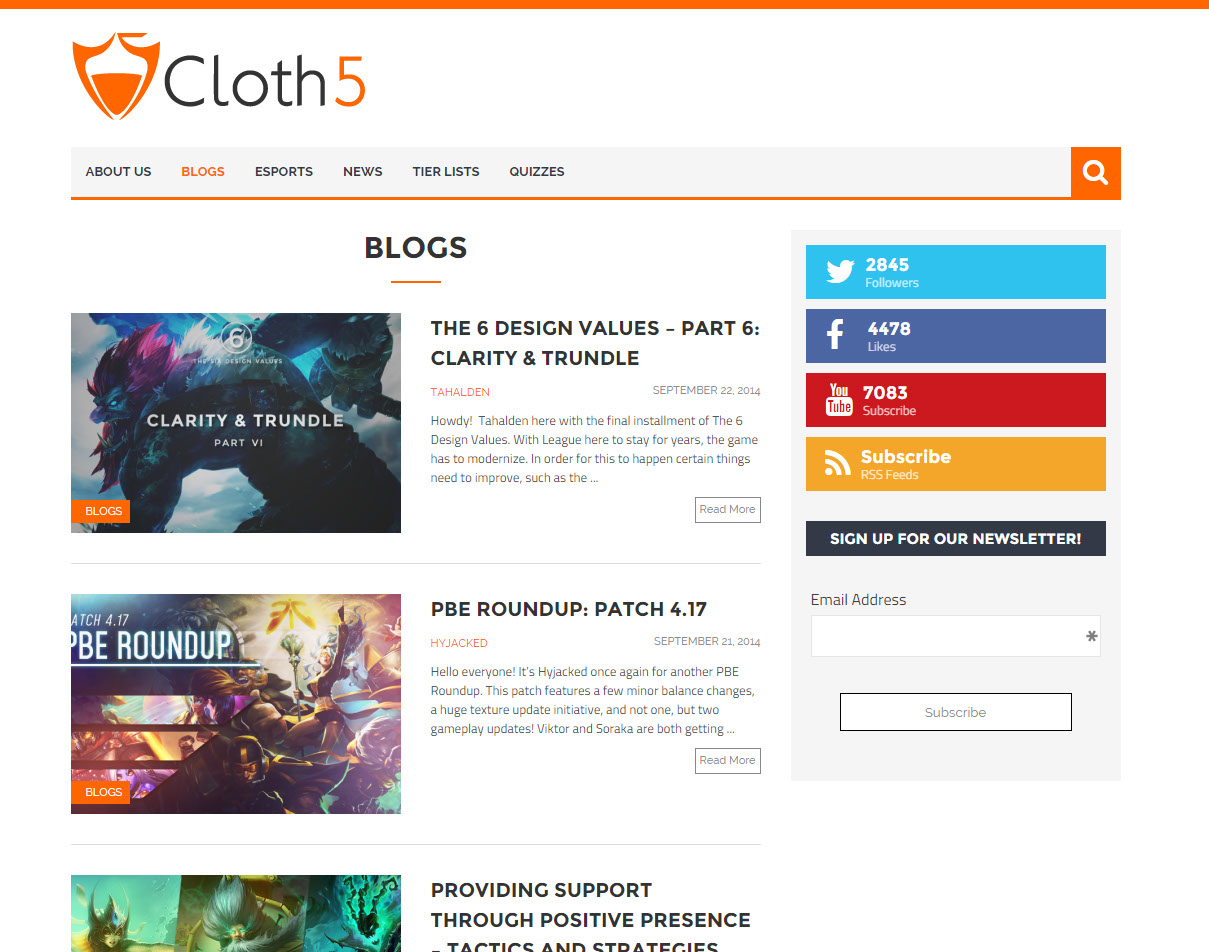 Cloth5
ABOUT US BLOGS ESPORTS NEWS TIER LISTS QUIZZES
BLOGS
6
THE SIX DESIGN VALUES
CLARITY & TRUNDLE
PART VI
BLOGS
THE 6 DESIGN VALUES – PART 6:
CLARITY & TRUNDLE
TAHALDEN SEPTEMBER 22, 2014
Howdy!  Tahalden here with the final installment of The 6
Design Values. With League here to stay for years, the game
has to modernize. In order for this to happen certain things
need to improve, such as the ...
Read More
PATCH 4.17
PBE ROUNDUP
BLOGS
PBE ROUNDUP: PATCH 4.17
HYJACKED SEPTEMBER 21, 2014
Hello everyone! It's Hyjacked once again for another PBE
Roundup. This patch features a few minor balance changes,
a huge texture update initiative, and not one, but two
gameplay updates! Viktor and Soraka are both getting ...
Read More
PROVIDING SUPPORT
THROUGH POSITIVE PRESENCE
– TACTICS AND STRATEGIES
2845
Followers
4478
Likes
You
Tube
7083
Subscribe
Subscribe
RSS Feeds
SIGN UP FOR OUR NEWSLETTER!
Email Address
*
Subscribe